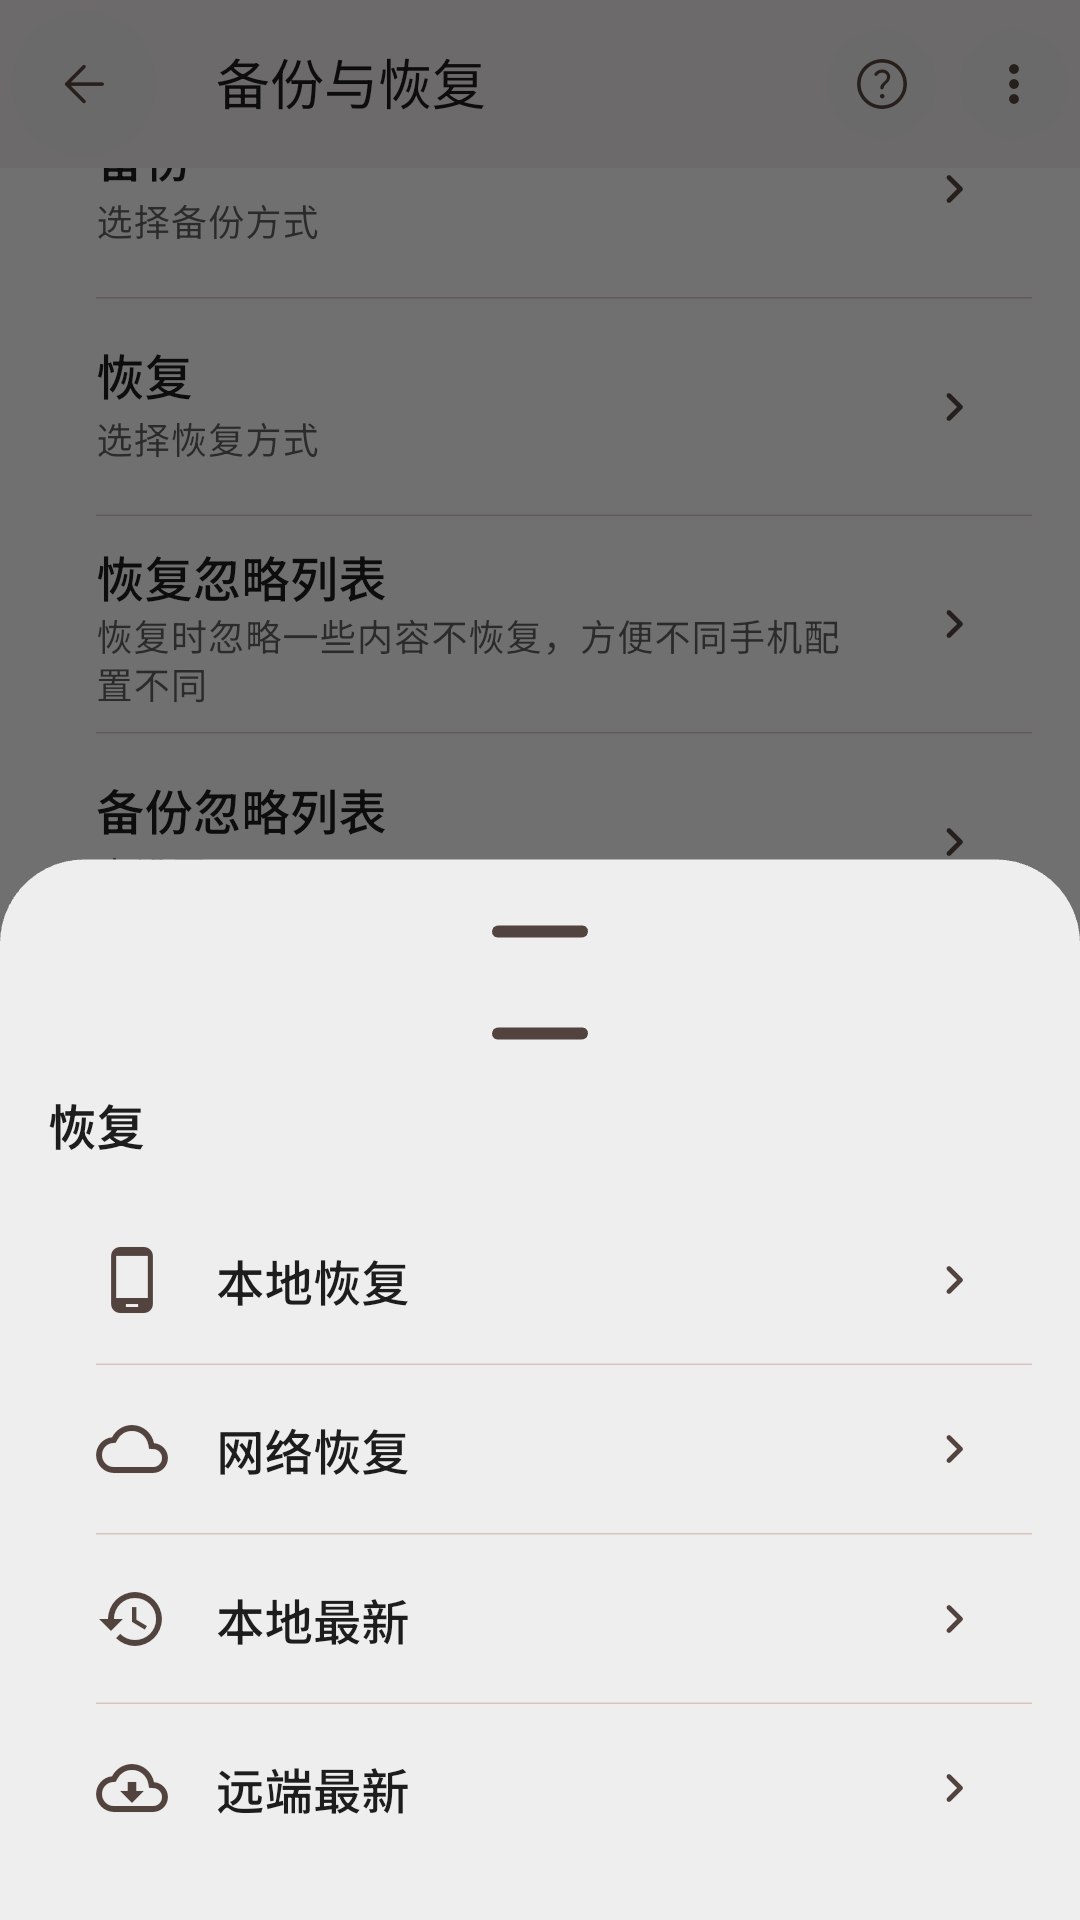 备份与恢复
备份
选择备份方式
恢复
选择恢复方式
恢复忽略列表
恢复时忽略一些内容不恢复，方便不同手机配
置不同
备份忽略列表
恢复
本地恢复
网络恢复
本地最新
远端最新